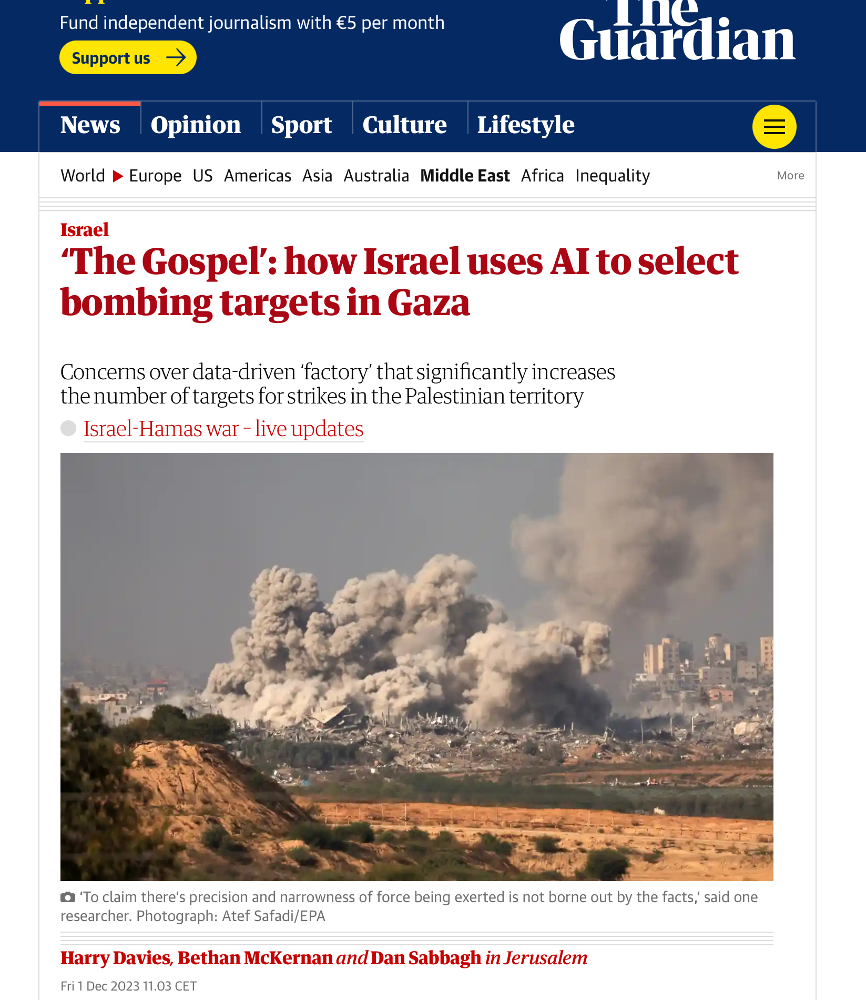 Fund independent journalism with €5 per month
Support us
The
Guardian
News Opinion Sport Culture Lifestyle
World Europe US Americas Asia Australia Middle East Africa Inequality More
Israel
‘The Gospel’: how Israel uses AI to select
bombing targets in Gaza
Concerns over data-driven ‘factory’ that significantly increases
the number of targets for strikes in the Palestinian territory
Israel-Hamas war – live updates
‘To claim there’s precision and narrowness of force being exerted is not borne out by the facts,’ said one
researcher. Photograph: Atef Safadi/EPA
Harry Davies, Bethan McKernan and Dan Sabbagh in Jerusalem
Fri 1 Dec 2023 11.03 CET